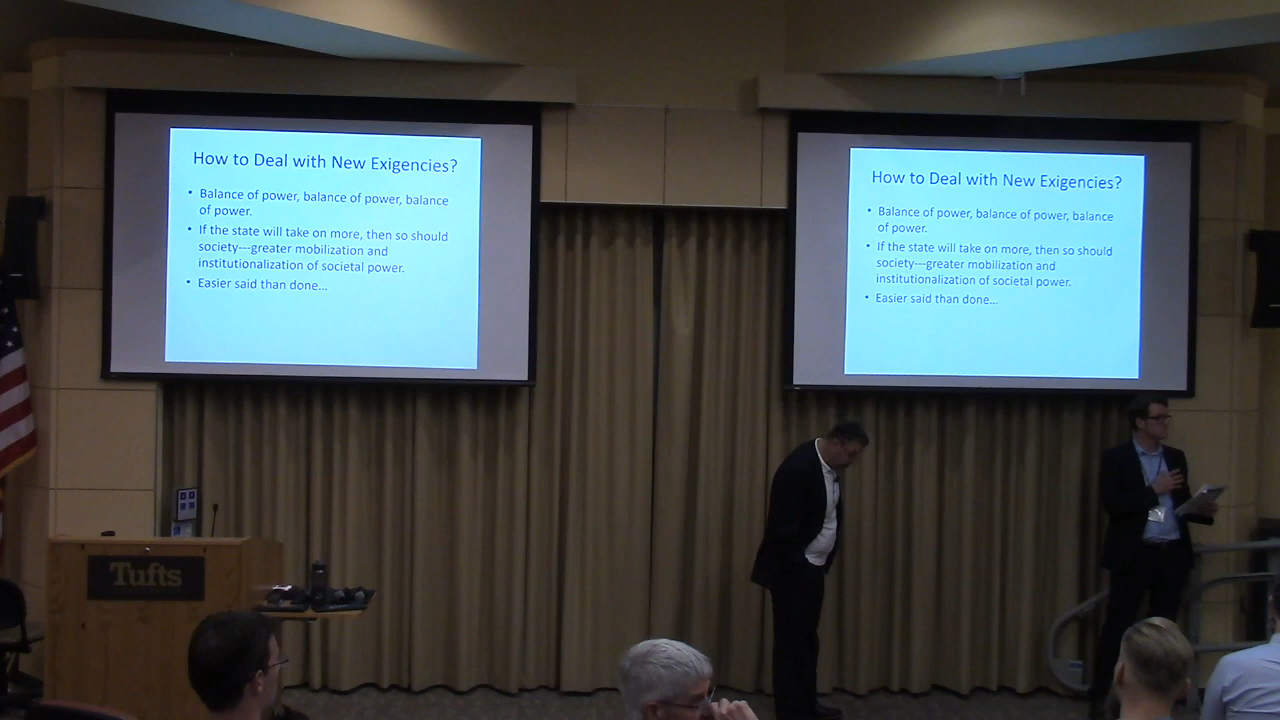 How to Deal with New Exigencies?
• Balance of power, balance of power, balance
of power.
• If the state will take on more, then so should
society---greater mobilization and
institutionalization of societal power.
• Easier said than done...
How to Deal with New Exigencies?
• Balance of power, balance of power, balance
of power.
• If the state will take on more, then so should
society---greater mobilization and
institutionalization of societal power.
• Easier said than done...
Tufts